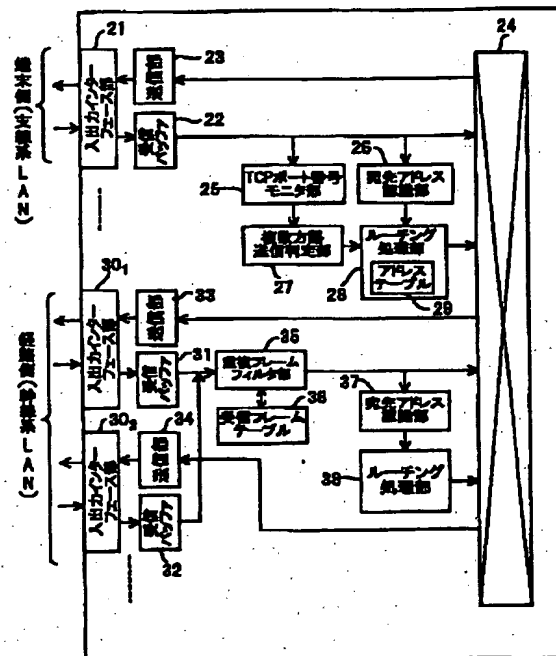 21
23
24
端末側(支線系LAN)
入出力インターフェース部
送信部
22
受信バッファ
26
25
TCPポート番号モニタ部
宛先アドレス認識部
複数方路送信判定部
ルーチング処理部
アドレステーブル
27
28
29
30₁
33
35
経路側(幹線系LAN)
入出力インターフェース部
送信部
31
受信バッファ
重複フレームフィルタ部
37
34
36
30₂
受信フレームテーブル
宛先アドレス認識部
入出力インターフェース部
送信部
ルーチング処理部
受信バッファ
32